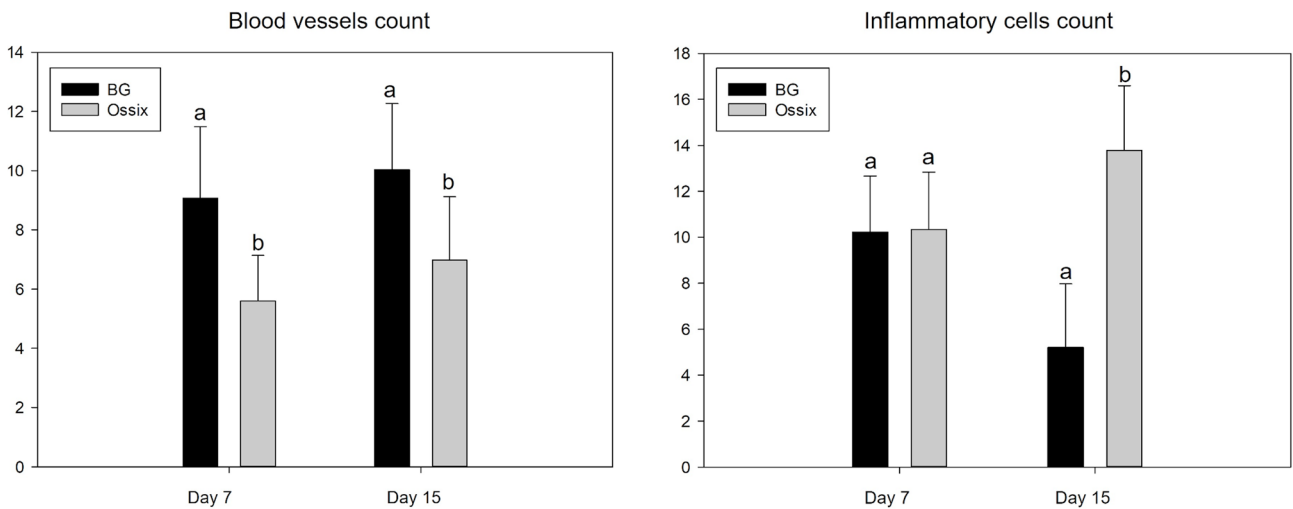 Blood vessels count
14
12
10
8
6
4
2
0
BG
Ossix
a
b
a
b
Day 7
Day 15
Inflammatory cells count
18
16
14
12
10
8
6
4
2
0
BG
Ossix
a
a
a
b
Day 7
Day 15